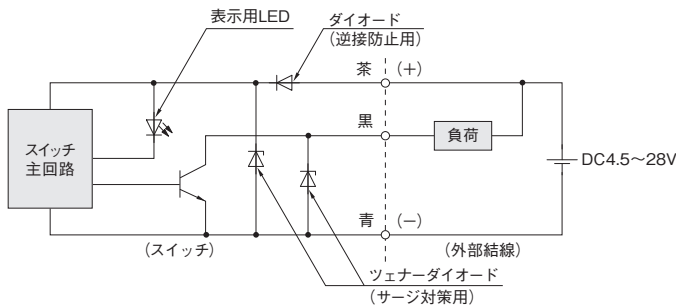 表示用LED
ダイオード
(逆接防止用)
茶 (+)
黒
負荷
スイッチ
主回路
DC4.5〜28V
青 (−)
(スイッチ)
(外部結線)
ツェナーダイオード
(サージ対策用)